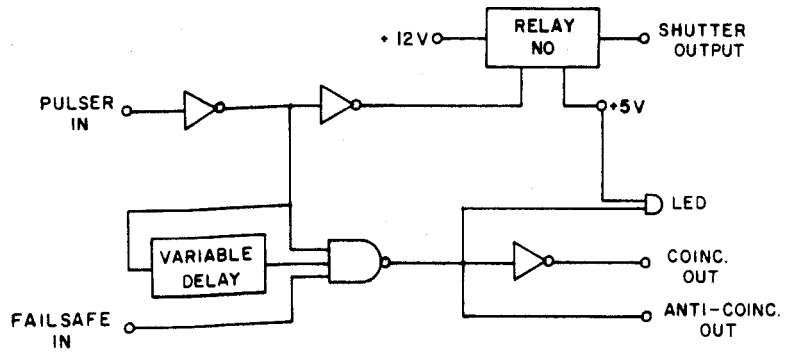 RELAY
NO
+ 12V
SHUTTER
OUTPUT
PULSER
IN
+5V
LED
VARIABLE
DELAY
COINC.
OUT
FAILSAFE
IN
ANTI-COINC.
OUT